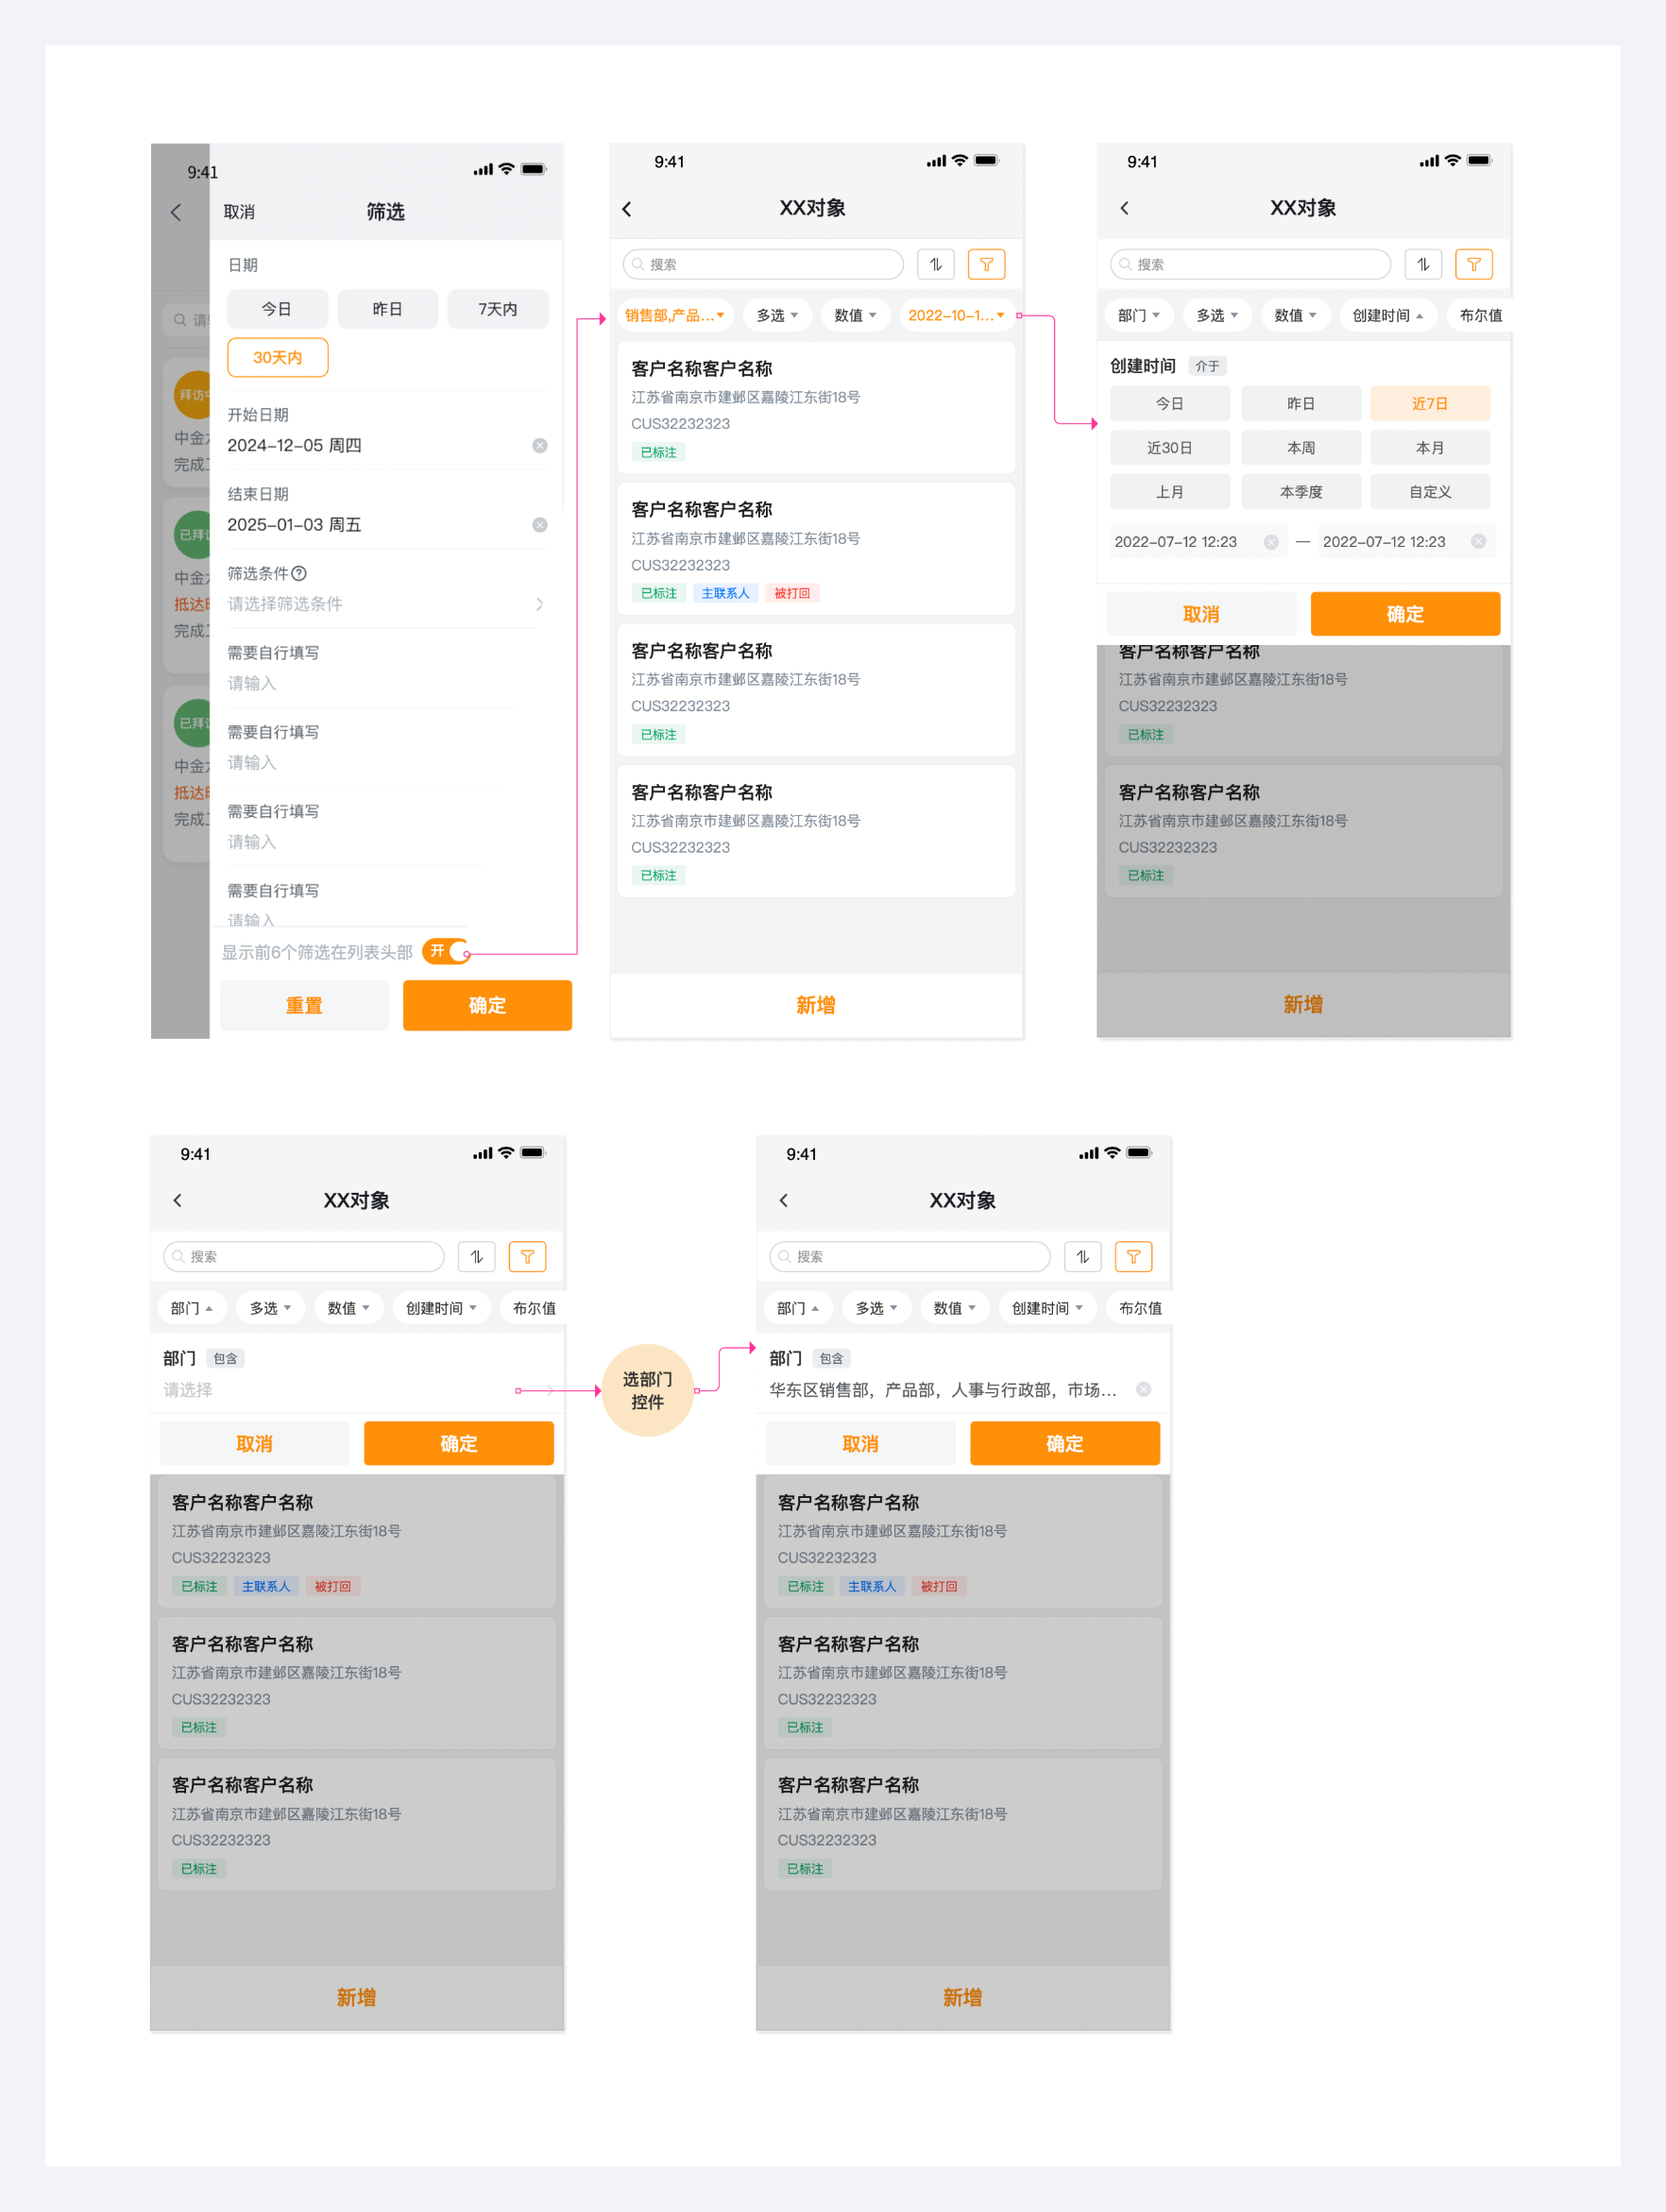 9:41
取消
筛选
日期
今日
昨日
7天内
30天内
开始日期
2024-12-05 周四
结束日期
2025-01-03 周五
筛选条件
请选择筛选条件
需要自行填写
请输入
需要自行填写
请输入
需要自行填写
请输入
需要自行填写
请输入
显示前6个筛选在列表头部
开
重置
确定
拜访
中金
完成
已拜
中金
抵达
完成
已拜
中金
抵达
完成
9:41
XX对象
搜索
销售部,产品...
多选
数值
2022-10-1...
客户名称客户名称
江苏省南京市建邺区嘉陵江东街18号
CUS32232323
已标注
客户名称客户名称
江苏省南京市建邺区嘉陵江东街18号
CUS32232323
已标注 主联系人 被打回
客户名称客户名称
江苏省南京市建邺区嘉陵江东街18号
CUS32232323
已标注
客户名称客户名称
江苏省南京市建邺区嘉陵江东街18号
CUS32232323
已标注
新增
9:41
XX对象
搜索
部门
多选
数值
创建时间
布尔值
创建时间 介于
今日
昨日
近7日
近30日
本周
本月
上月
本季度
自定义
2022-07-12 12:23 — 2022-07-12 12:23
取消
确定
客户名称客户名称
江苏省南京市建邺区嘉陵江东街18号
CUS32232323
已标注
客户名称客户名称
江苏省南京市建邺区嘉陵江东街18号
CUS32232323
已标注
新增
9:41
XX对象
搜索
部门
多选
数值
创建时间
布尔值
部门 包含
请选择
取消
确定
客户名称客户名称
江苏省南京市建邺区嘉陵江东街18号
CUS32232323
已标注 主联系人 被打回
客户名称客户名称
江苏省南京市建邺区嘉陵江东街18号
CUS32232323
已标注
客户名称客户名称
江苏省南京市建邺区嘉陵江东街18号
CUS32232323
已标注
新增
选部门
控件
9:41
XX对象
搜索
部门
多选
数值
创建时间
布尔值
部门 包含
华东区销售部，产品部，人事与行政部，市场...
取消
确定
客户名称客户名称
江苏省南京市建邺区嘉陵江东街18号
CUS32232323
已标注 主联系人 被打回
客户名称客户名称
江苏省南京市建邺区嘉陵江东街18号
CUS32232323
已标注
客户名称客户名称
江苏省南京市建邺区嘉陵江东街18号
CUS32232323
已标注
新增